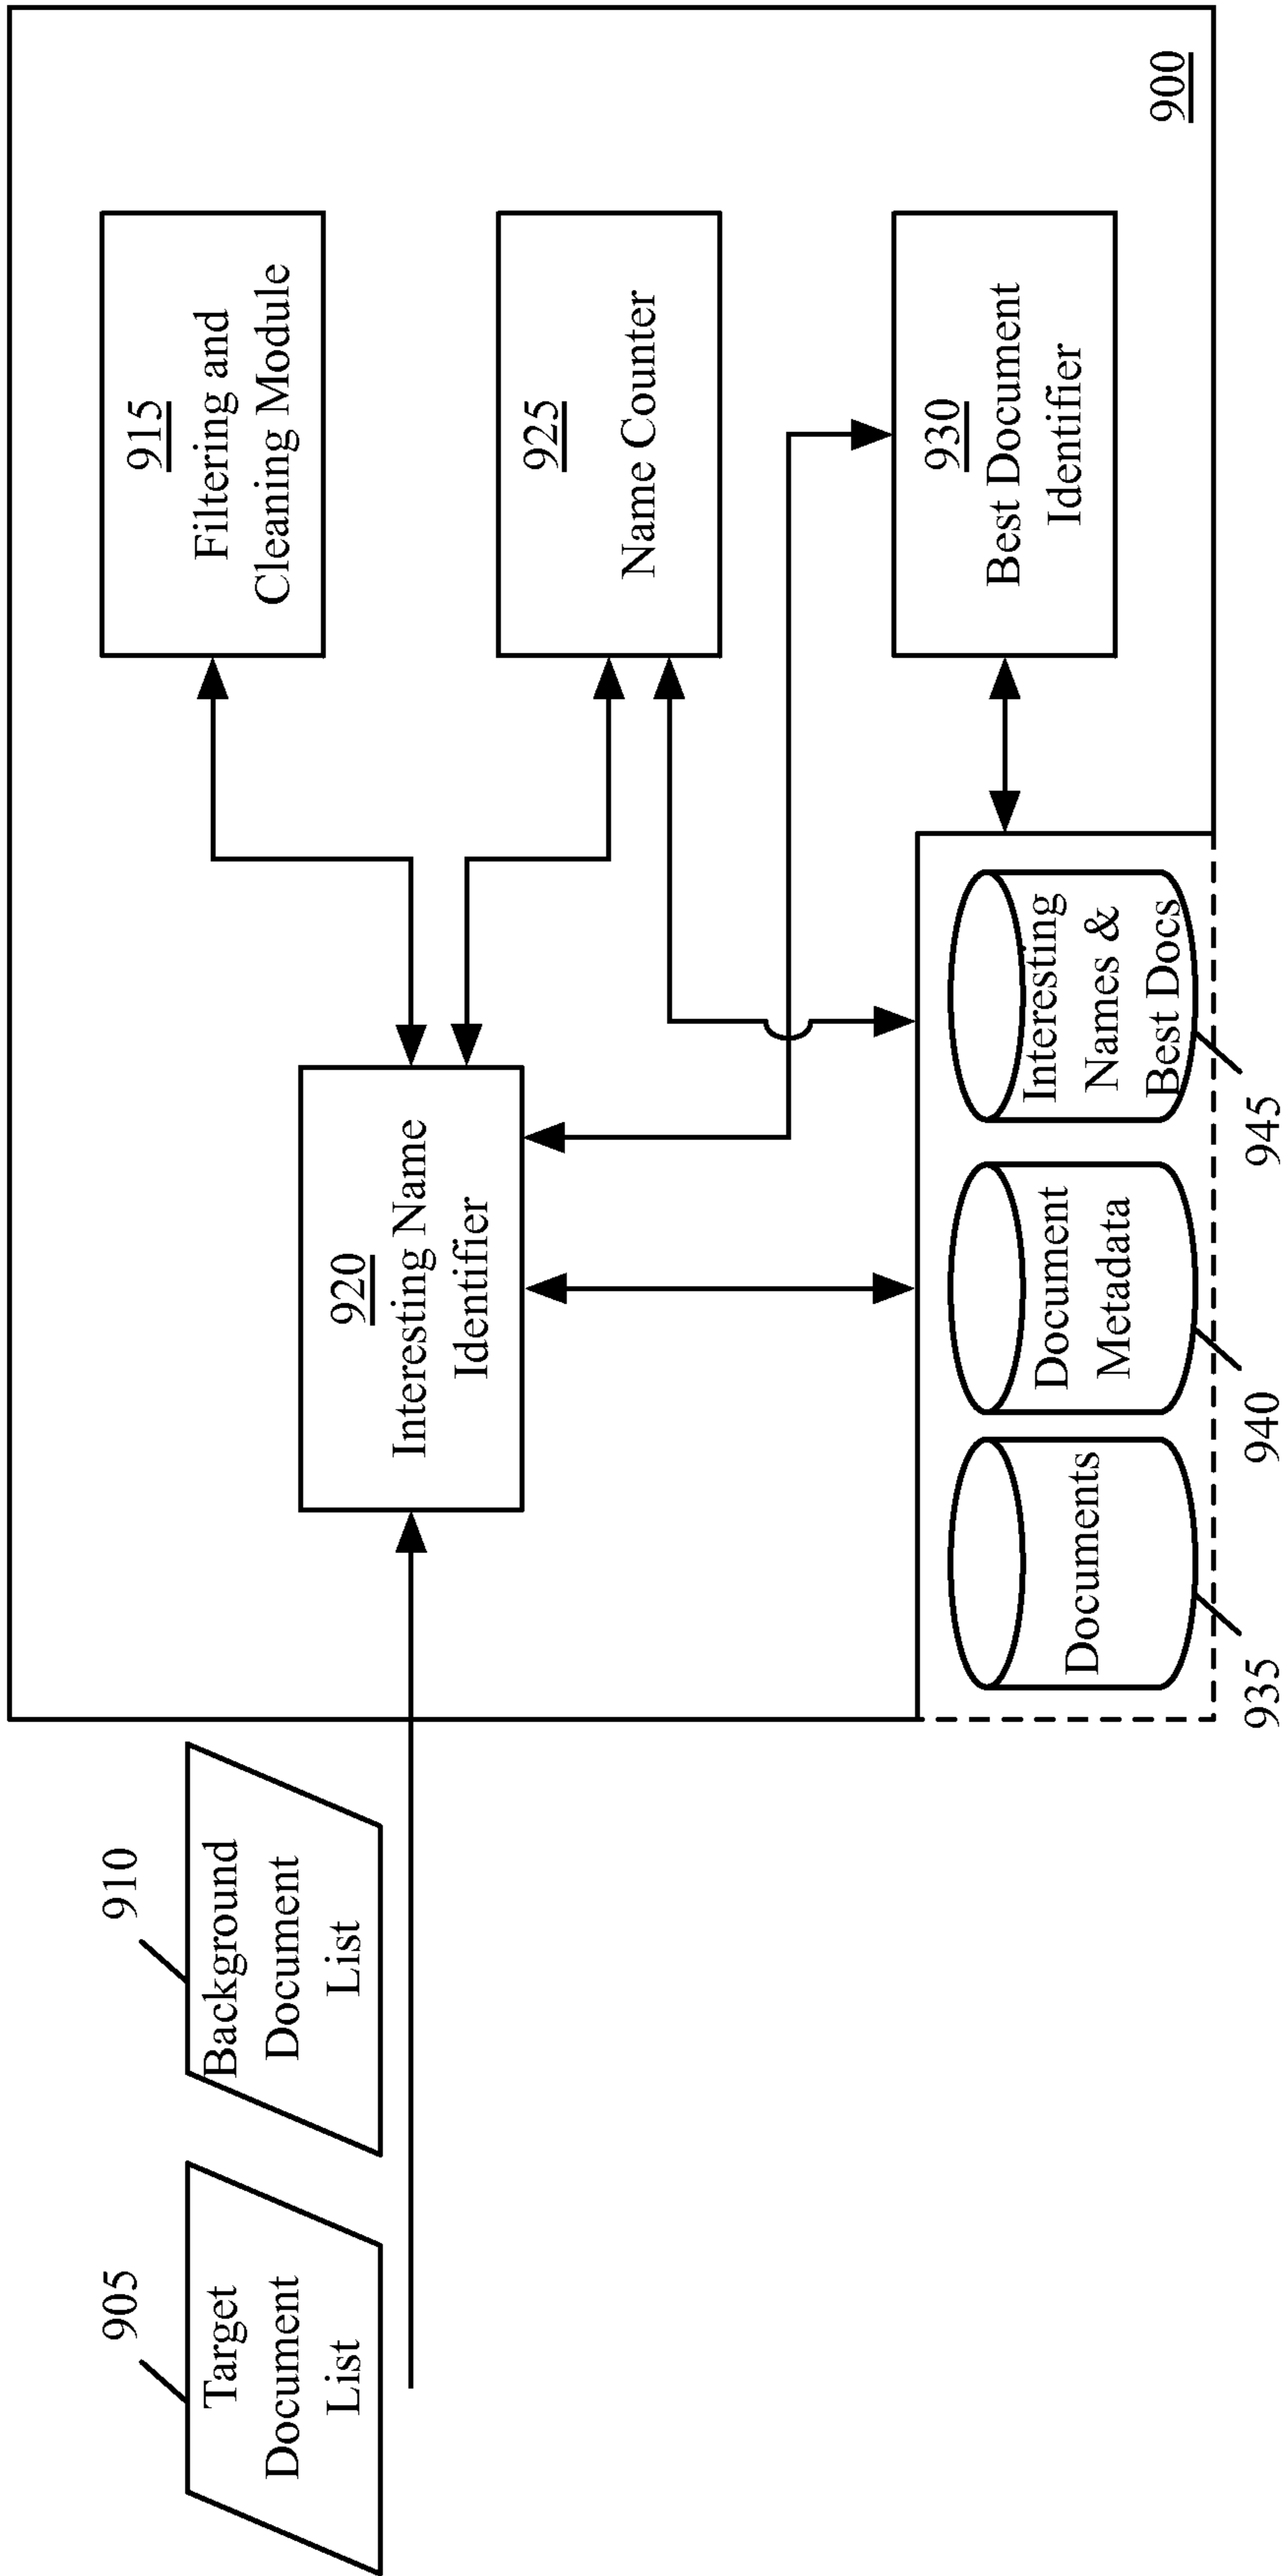 905
Target
Document
List
910
Background
Document
List
920
Interesting Name
Identifier
915
Filtering and
Cleaning Module
925
Name Counter
930
Best Document
Identifier
Documents
935
Document
Metadata
940
Interesting
Names &
Best Docs
945
900